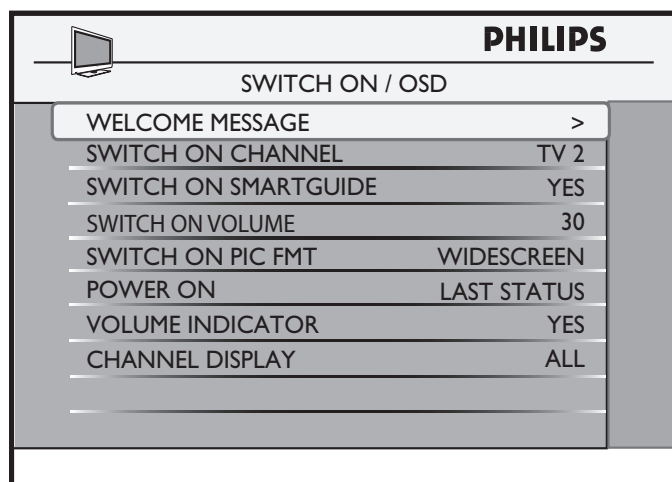 PHILIPS
SWITCH ON / OSD
WELCOME MESSAGE >
SWITCH ON CHANNEL TV 2
SWITCH ON SMARTGUIDE YES
SWITCH ON VOLUME 30
SWITCH ON PIC FMT WIDESCREEN
POWER ON LAST STATUS
VOLUME INDICATOR YES
CHANNEL DISPLAY ALL